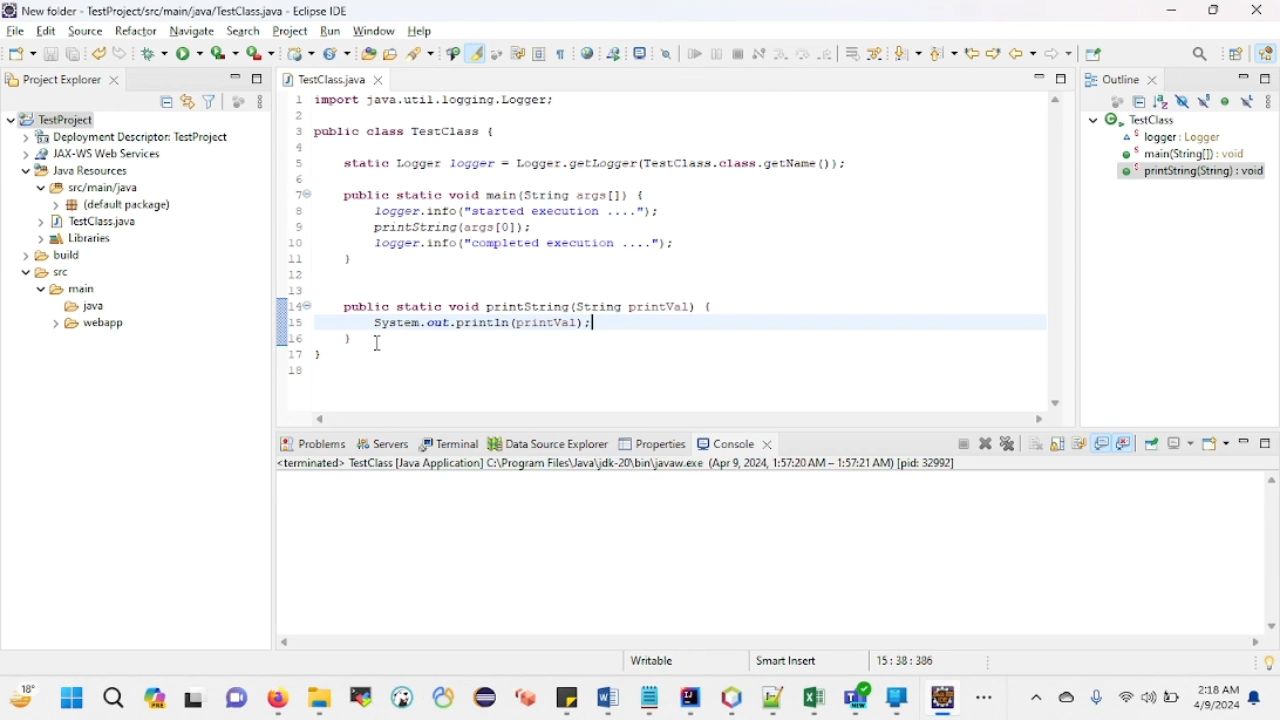 New folder - TestProject/src/main/java/TestClass.java - Eclipse IDE
File Edit Source Refactor Navigate Search Project Run Window Help
Project Explorer
TestProject
Deployment Descriptor: TestProject
JAX-WS Web Services
Java Resources
src/main/java
(default package)
TestClass.java
Libraries
build
src
main
java
webapp
TestClass.java
1 import java.util.logging.Logger;
2
3 public class TestClass {
4
5 static Logger logger = Logger.getLogger(TestClass.class.getName());
6
7 public static void main(String args[]) {
8 logger.info("started execution ....");
9 printString(args[0]);
10 logger.info("completed execution ....");
11 }
12
13
14 public static void printString(String printVal) {
15 System.out.println(printVal);
16 }
17 }
18
Outline
TestClass
logger : Logger
main(String[]) : void
printString(String) : void
Problems Servers Terminal Data Source Explorer Properties Console
<terminated> TestClass [Java Application] C:\Program Files\Java\jdk-20\bin\javaw.exe (Apr 9, 2024, 1:57:20 AM – 1:57:21 AM) [pid: 32992]
Writable Smart Insert 15 : 38 : 386
18°
PRE
NEW
2:18 AM
4/9/2024